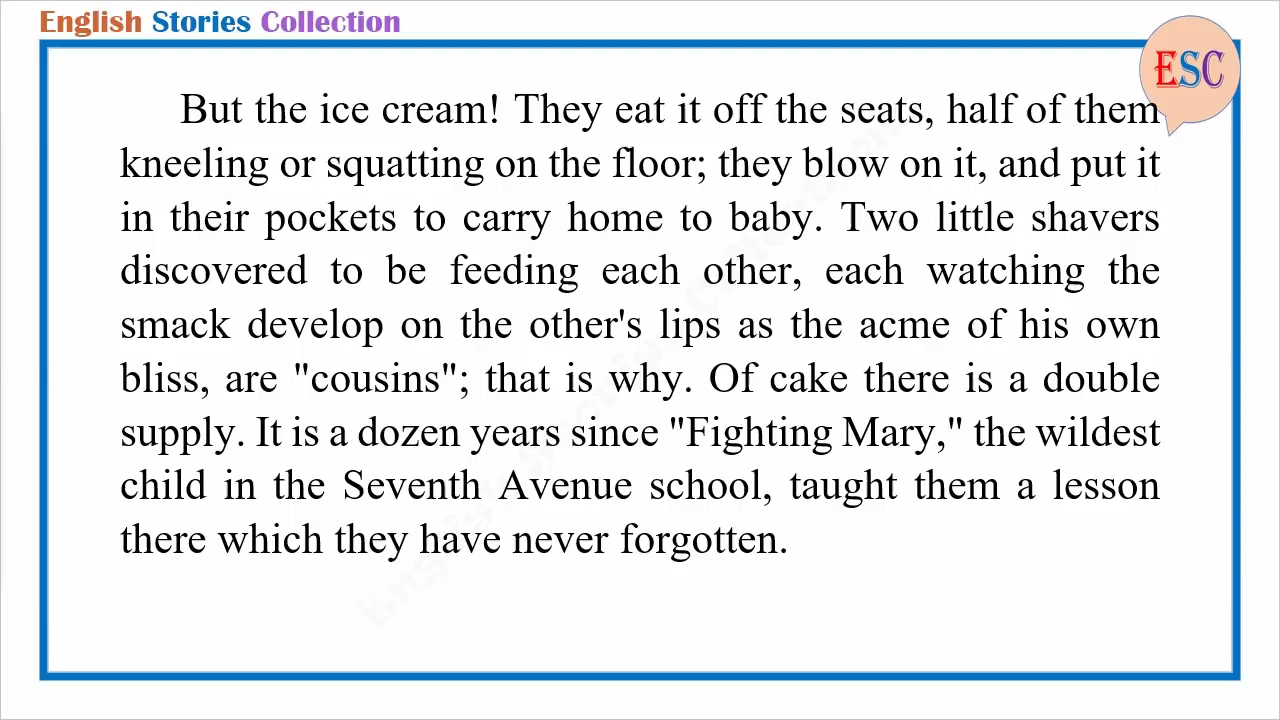 English Stories Collection
ESC
But the ice cream! They eat it off the seats, half of them
kneeling or squatting on the floor; they blow on it, and put it
in their pockets to carry home to baby. Two little shavers
discovered to be feeding each other, each watching the
smack develop on the other's lips as the acme of his own
bliss, are "cousins"; that is why. Of cake there is a double
supply. It is a dozen years since "Fighting Mary," the wildest
child in the Seventh Avenue school, taught them a lesson
there which they have never forgotten.